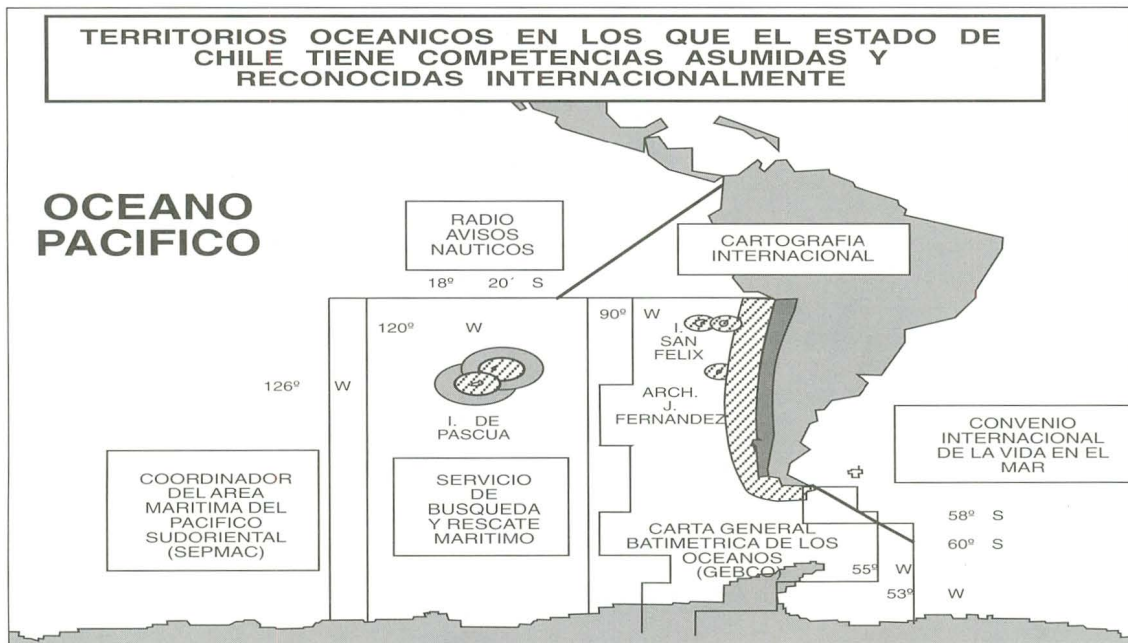 TERRITORIOS OCEANICOS EN LOS QUE EL ESTADO DE
CHILE TIENE COMPETENCIAS ASUMIDAS Y
RECONOCIDAS INTERNACIONALMENTE
OCEANO
PACIFICO
RADIO
AVISOS
NAUTICOS
CARTOGRAFIA
INTERNACIONAL
18º 20´ S
120º W
90º W
I.
SAN
FELIX
126º W
ARCH.
J.
FERNANDEZ
I. DE
PASCUA
CONVENIO
INTERNACIONAL
DE LA VIDA EN EL
MAR
COORDINADOR
DEL AREA
MARITIMA DEL
PACIFICO
SUDORIENTAL
(SEPMAC)
SERVICIO
DE
BUSQUEDA
Y RESCATE
MARITIMO
CARTA GENERAL
BATIMETRICA DE LOS
OCEANOS
(GEBCO)
58º S
60º S
55º W
53º W